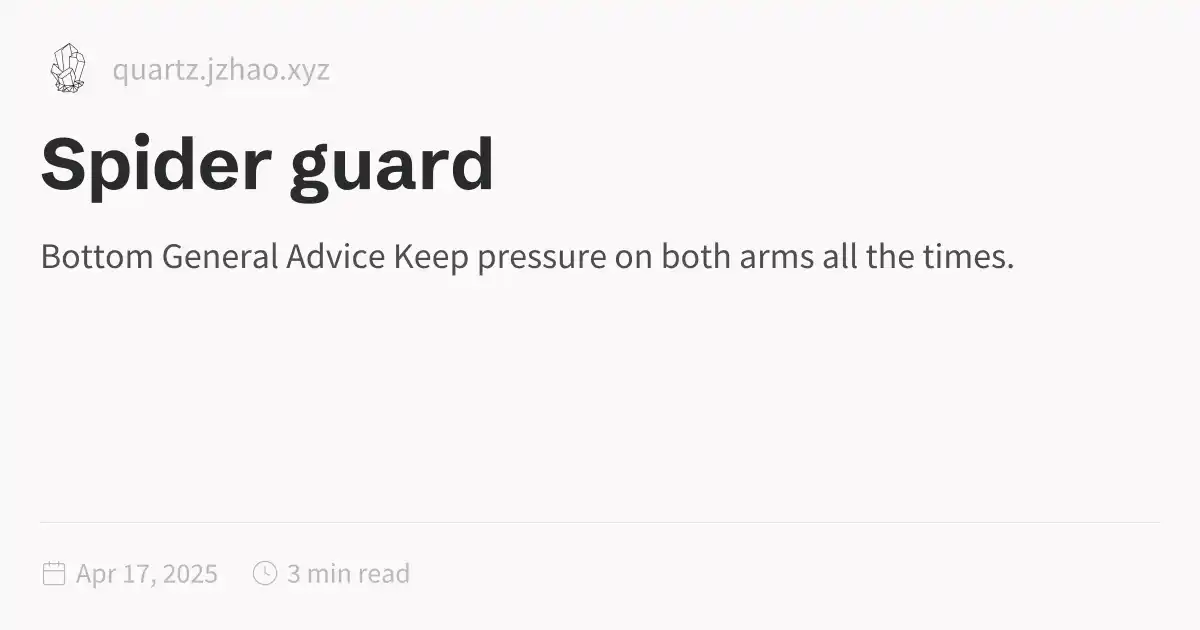 quartz.jzhao.xyz
Spider guard
Bottom General Advice Keep pressure on both arms all the times.
Apr 17, 2025
3 min read